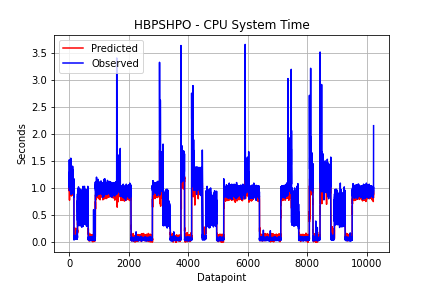 HBPSHPO - CPU System Time
Predicted
Observed
3.5
3.0
2.5
2.0
1.5
1.0
0.5
0.0
Seconds
0 2000 4000 6000 8000 10000
Datapoint